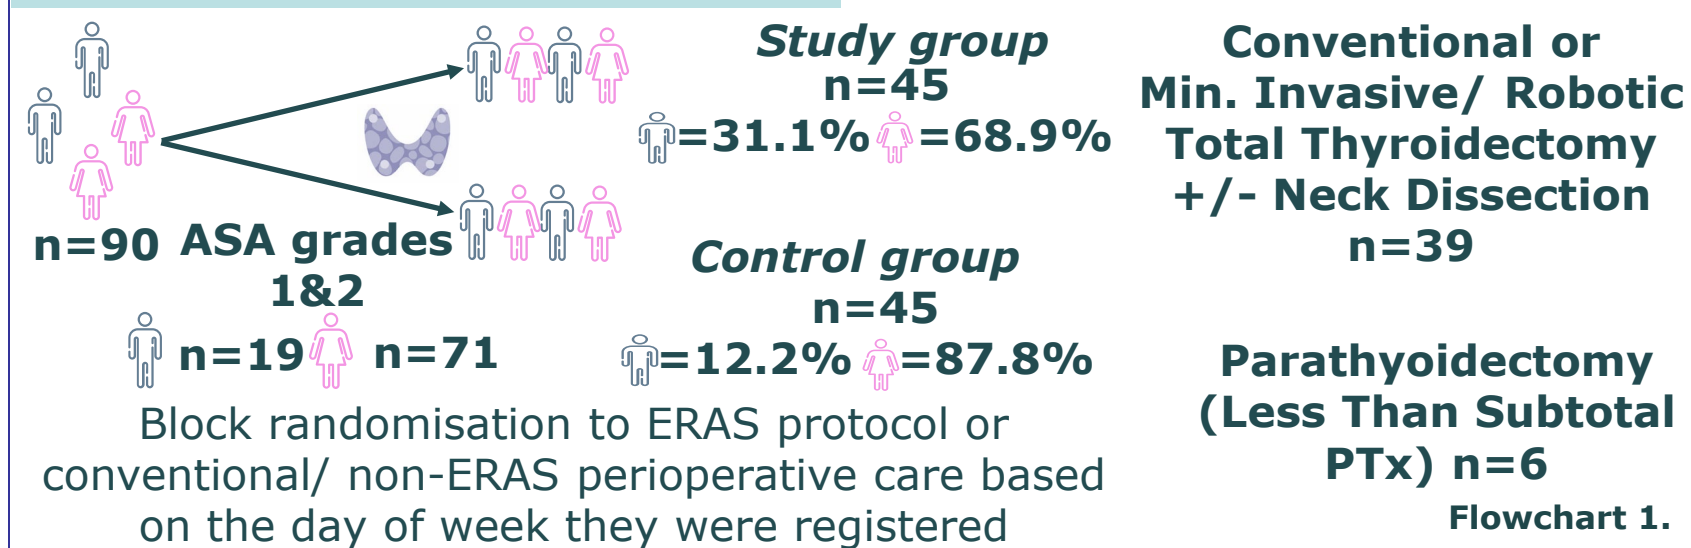 n=90
ASA grades
1&2
n=19
n=71
Study group
n=45
=31.1%
=68.9%
Control group
n=45
=12.2%
=87.8%
Block randomisation to ERAS protocol or
conventional/ non-ERAS perioperative care based
on the day of week they were registered
Conventional or
Min. Invasive/ Robotic
Total Thyroidectomy
+/- Neck Dissection
n=39
Parathyoidectomy
(Less Than Subtotal
PTx) n=6
Flowchart 1.